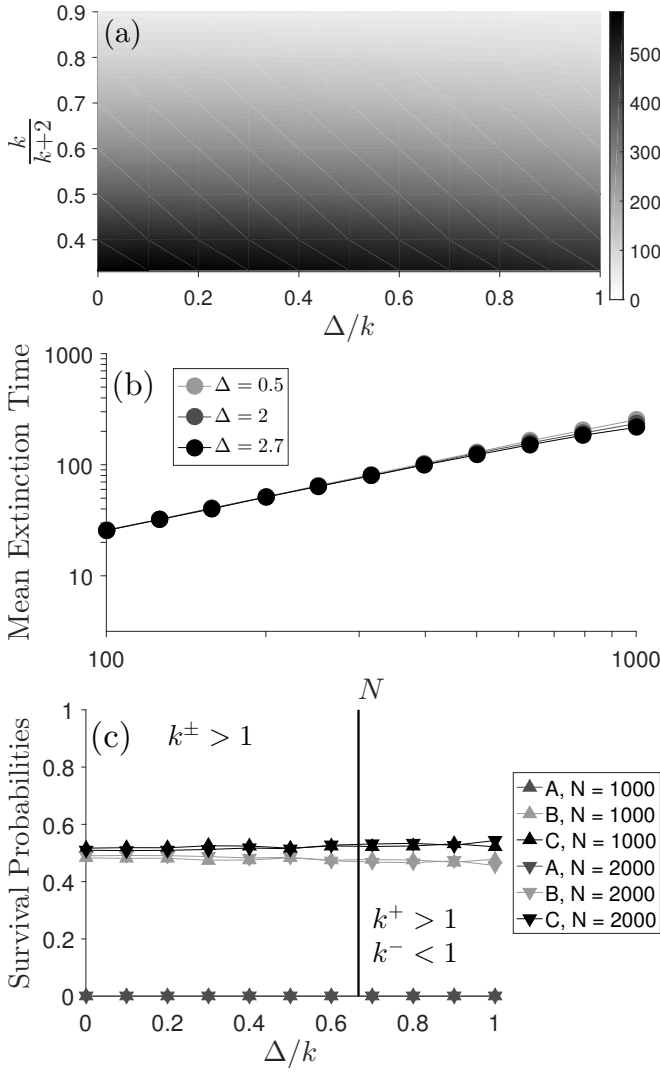 (a)
0.9
0.8
0.7
0.6
0.5
0.4
k/(k+2)
0 0.2 0.4 0.6 0.8 1
Δ/k
500
400
300
200
100
0
(b)
Mean Extinction Time
1000
100
10
Δ = 0.5
Δ = 2
Δ = 2.7
100 1000
N
(c)
Survival Probabilities
1
0.8
0.6
0.4
0.2
0
k^± > 1
k^+ > 1
k^- < 1
0 0.2 0.4 0.6 0.8 1
Δ/k
A, N = 1000
B, N = 1000
C, N = 1000
A, N = 2000
B, N = 2000
C, N = 2000